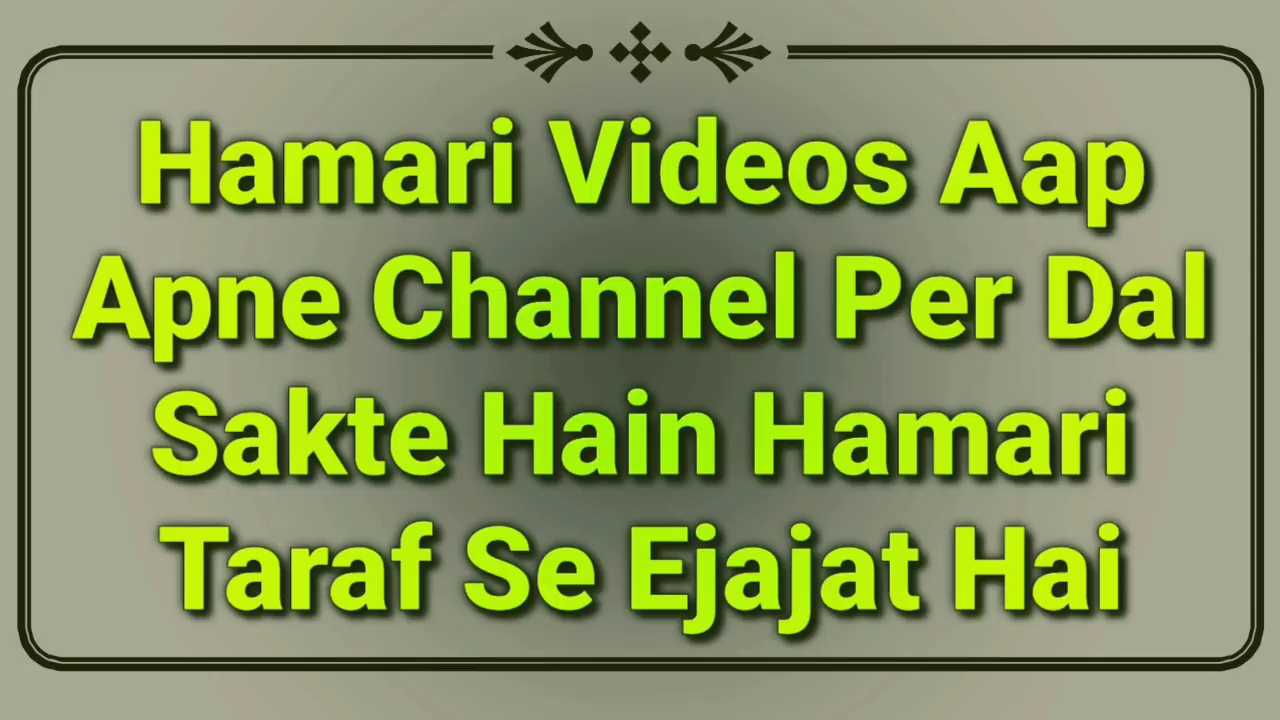 Hamari Videos Aap
Apne Channel Per Dal
Sakte Hain Hamari
Taraf Se Ejajat Hai